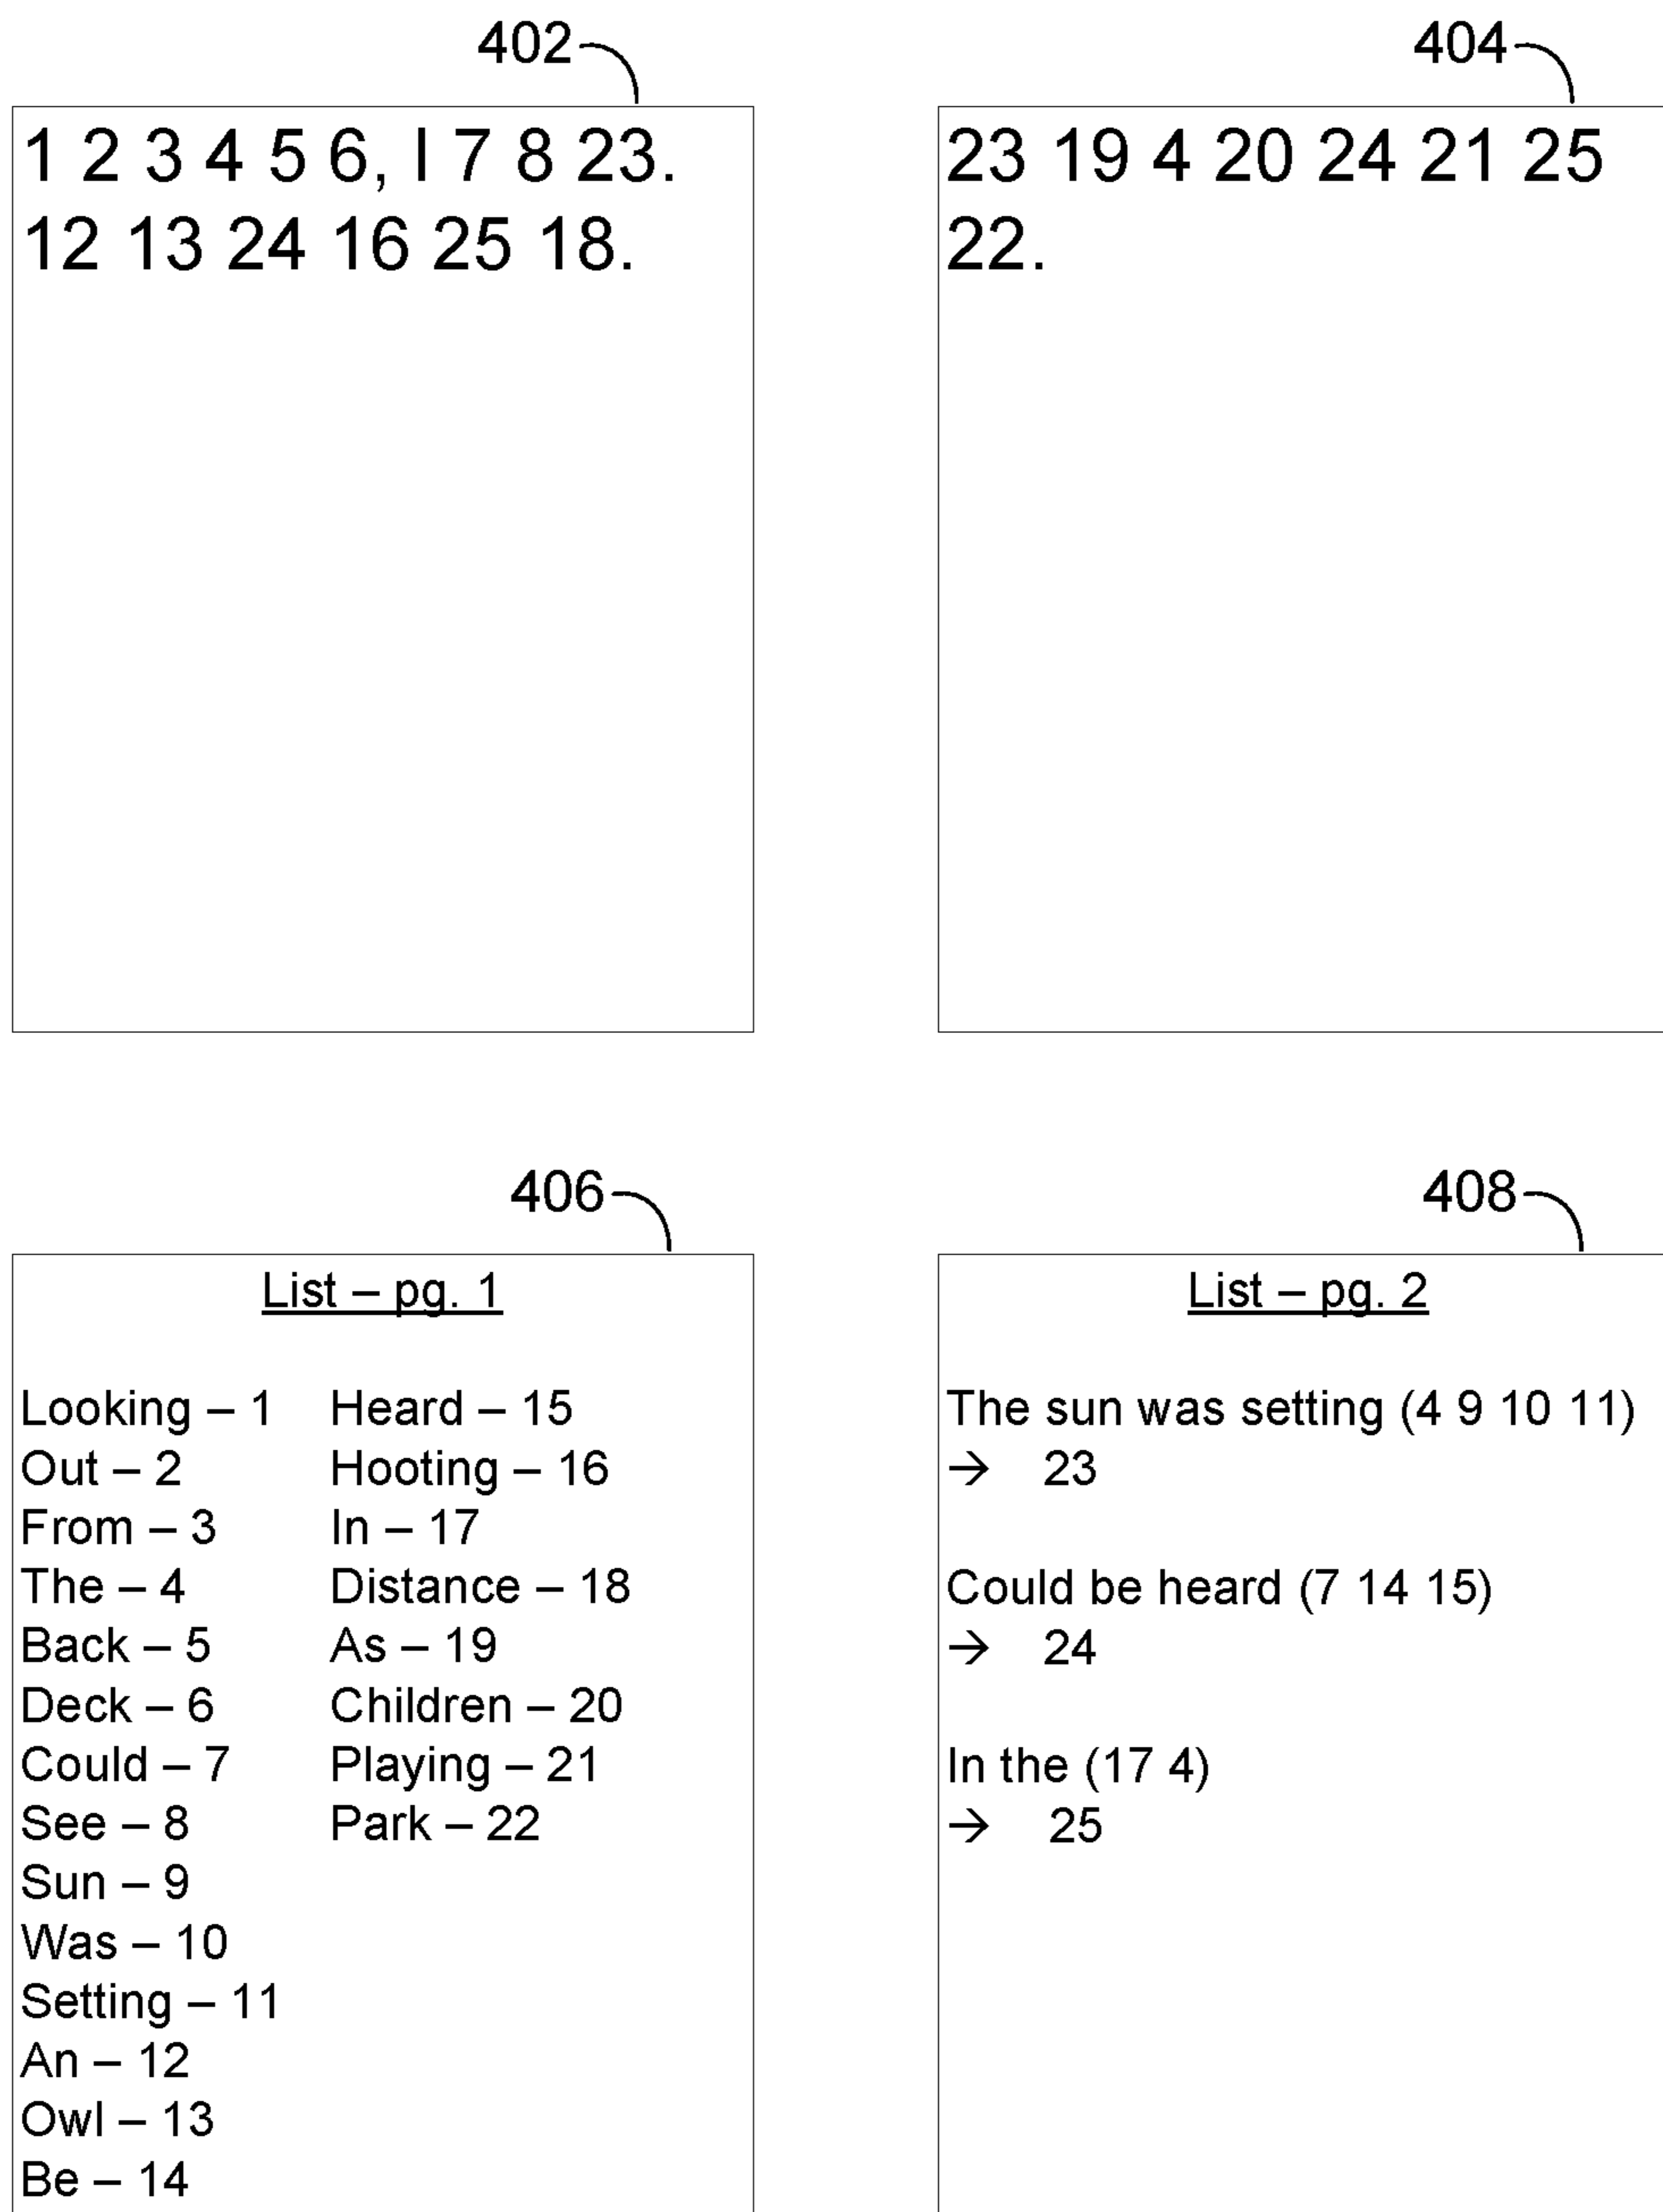 402
1 2 3 4 5 6, I 7 8 23.
12 13 24 16 25 18.
404
23 19 4 20 24 21 25
22.
406
List – pg. 1
Looking – 1
Out – 2
From – 3
The – 4
Back – 5
Deck – 6
Could – 7
See – 8
Sun – 9
Was – 10
Setting – 11
An – 12
Owl – 13
Be – 14
Heard – 15
Hooting – 16
In – 17
Distance – 18
As – 19
Children – 20
Playing – 21
Park – 22
408
List – pg. 2
The sun was setting (4 9 10 11)
→ 23
Could be heard (7 14 15)
→ 24
In the (17 4)
→ 25